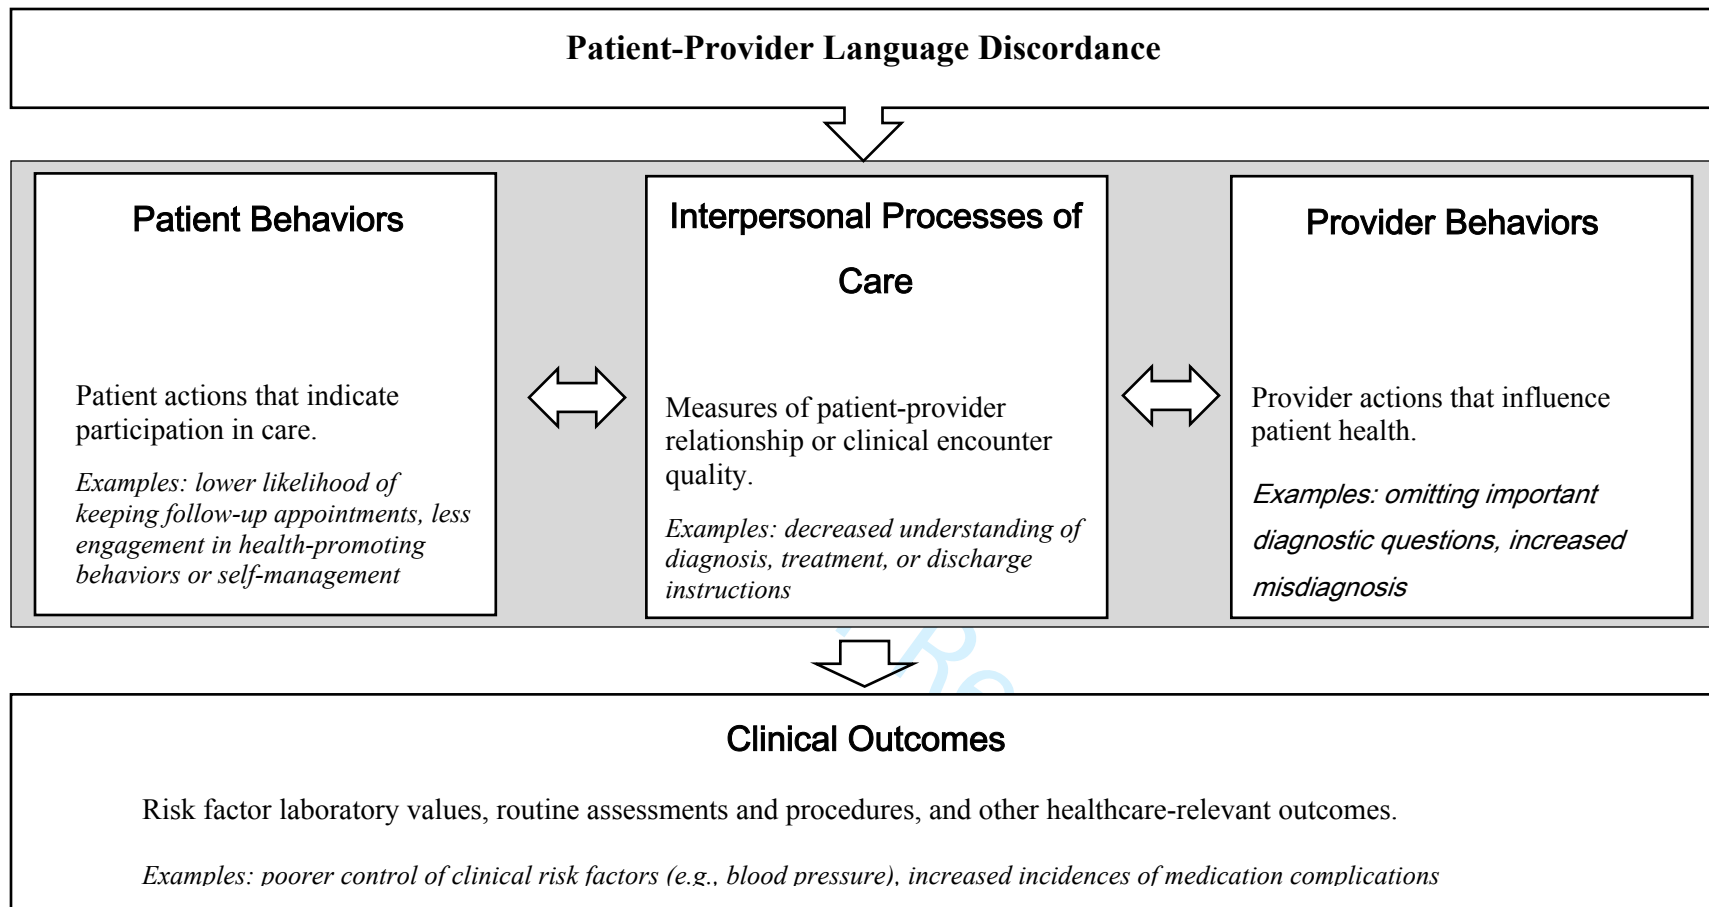 Patient-Provider Language Discordance
Patient Behaviors
Patient actions that indicate
participation in care.
Examples: lower likelihood of
keeping follow-up appointments, less
engagement in health-promoting
behaviors or self-management
Interpersonal Processes of
Care
Measures of patient-provider
relationship or clinical encounter
quality.
Examples: decreased understanding of
diagnosis, treatment, or discharge
instructions
Provider Behaviors
Provider actions that influence
patient health.
Examples: omitting important
diagnostic questions, increased
misdiagnosis
Clinical Outcomes
Risk factor laboratory values, routine assessments and procedures, and other healthcare-relevant outcomes.
Examples: poorer control of clinical risk factors (e.g., blood pressure), increased incidences of medication complications